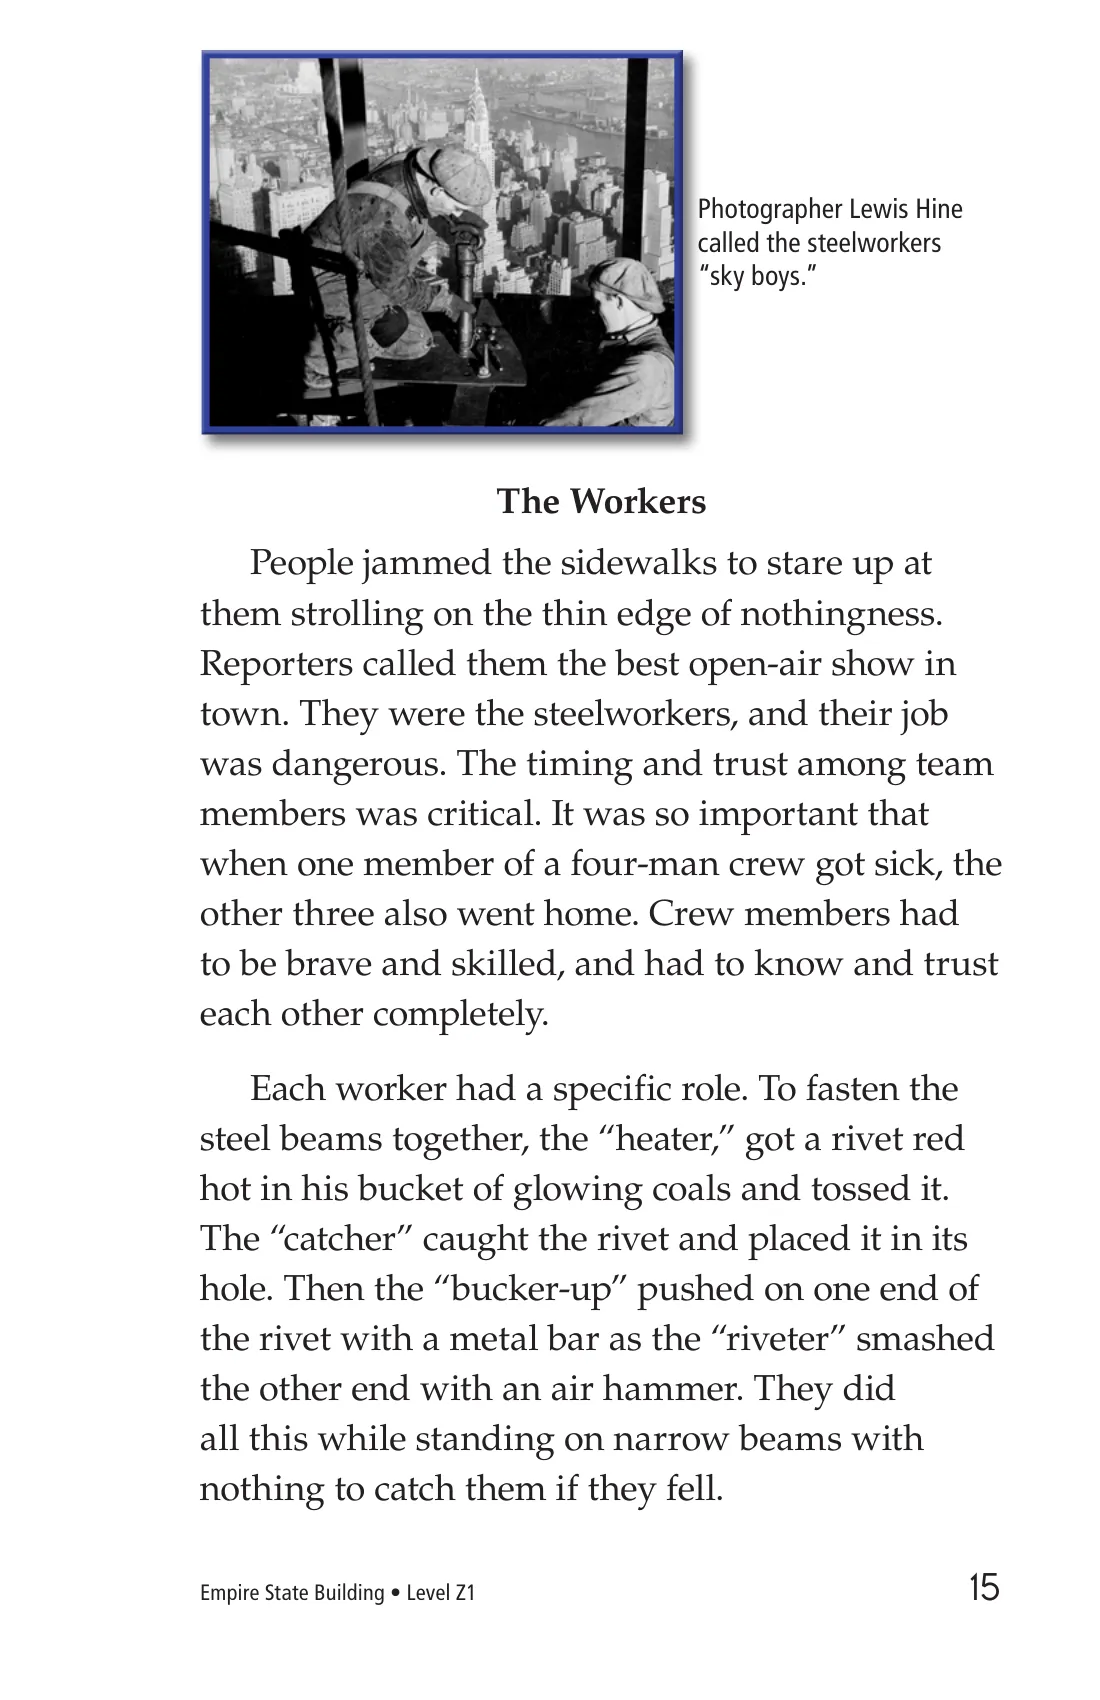 Photographer Lewis Hine
called the steelworkers
“sky boys.”
The Workers
People jammed the sidewalks to stare up at
them strolling on the thin edge of nothingness.
Reporters called them the best open-air show in
town. They were the steelworkers, and their job
was dangerous. The timing and trust among team
members was critical. It was so important that
when one member of a four-man crew got sick, the
other three also went home. Crew members had
to be brave and skilled, and had to know and trust
each other completely.
Each worker had a specific role. To fasten the
steel beams together, the “heater,” got a rivet red
hot in his bucket of glowing coals and tossed it.
The “catcher” caught the rivet and placed it in its
hole. Then the “bucker-up” pushed on one end of
the rivet with a metal bar as the “riveter” smashed
the other end with an air hammer. They did
all this while standing on narrow beams with
nothing to catch them if they fell.
Empire State Building • Level Z1
15